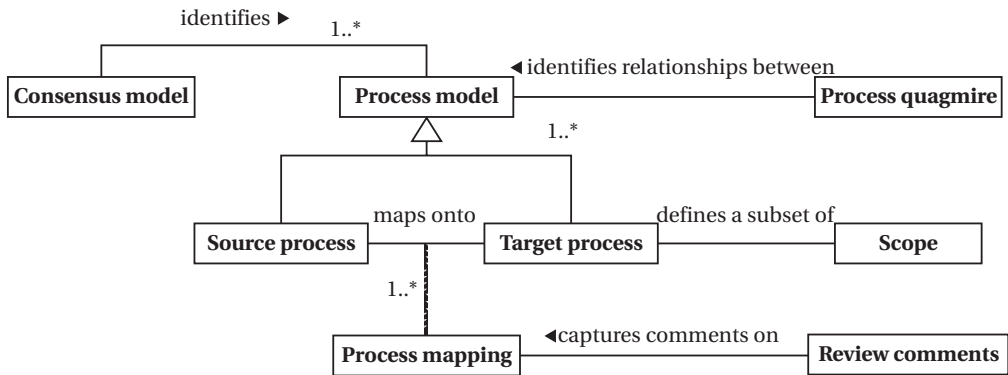 identifies ►
1..*
◄ identifies relationships between
Consensus model
Process model
Process quagmire
1..*
maps onto
defines a subset of
Source process
Target process
Scope
1..*
◄captures comments on
Process mapping
Review comments